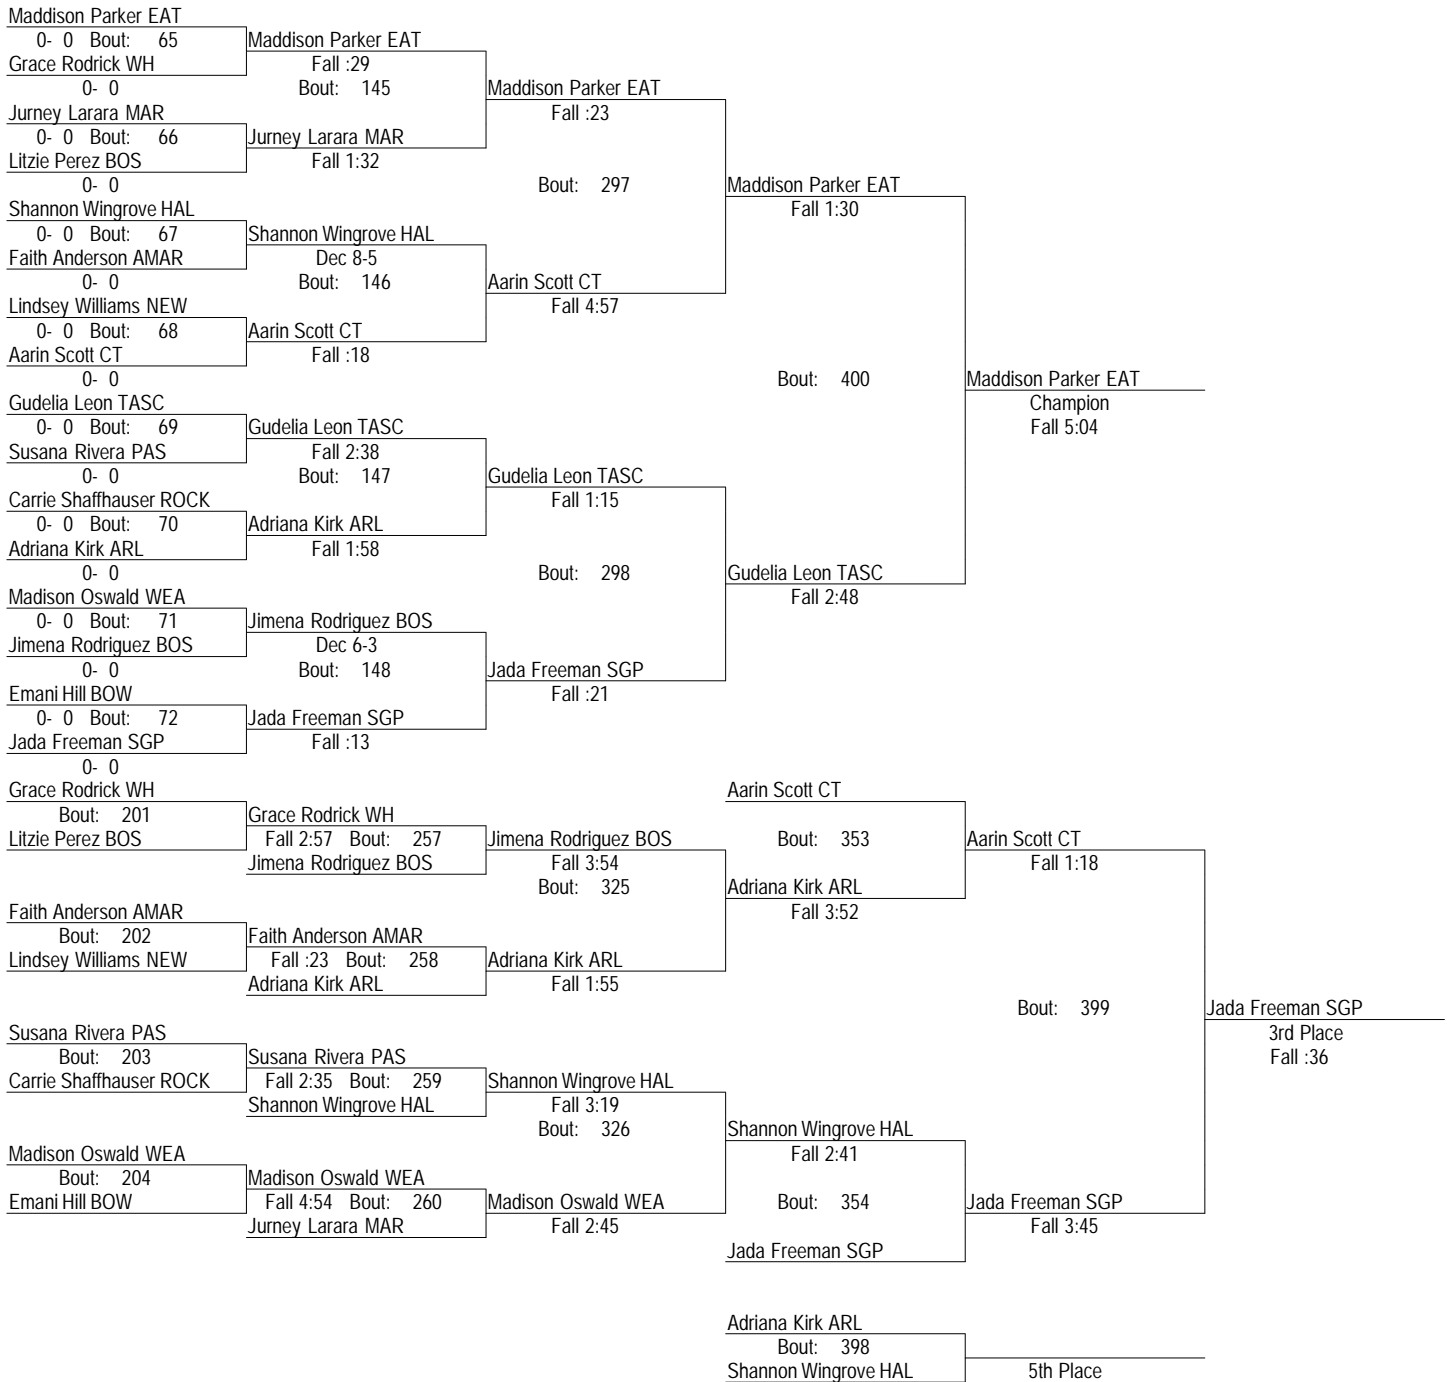 Maddison Parker EAT
0- 0 Bout: 65
Maddison Parker EAT
Grace Rodrick WH
Fall :29
0- 0
Bout: 145
Maddison Parker EAT
Jurney Larara MAR
Fall :23
0- 0 Bout: 66
Jurney Larara MAR
Litzie Perez BOS
Fall 1:32
0- 0
Bout: 297
Maddison Parker EAT
Shannon Wingrove HAL
Fall 1:30
0- 0 Bout: 67
Shannon Wingrove HAL
Faith Anderson AMAR
Dec 8-5
0- 0
Bout: 146
Aarin Scott CT
Lindsey Williams NEW
Fall 4:57
0- 0 Bout: 68
Aarin Scott CT
Aarin Scott CT
Fall :18
0- 0
Bout: 400
Maddison Parker EAT
Gudelia Leon TASC
Champion
0- 0 Bout: 69
Gudelia Leon TASC
Fall 5:04
Susana Rivera PAS
Fall 2:38
0- 0
Bout: 147
Gudelia Leon TASC
Carrie Shaffhauser ROCK
Fall 1:15
0- 0 Bout: 70
Adriana Kirk ARL
Adriana Kirk ARL
Fall 1:58
0- 0
Bout: 298
Gudelia Leon TASC
Madison Oswald WEA
Fall 2:48
0- 0 Bout: 71
Jimena Rodriguez BOS
Jimena Rodriguez BOS
Dec 6-3
0- 0
Bout: 148
Jada Freeman SGP
Emani Hill BOW
Fall :21
0- 0 Bout: 72
Jada Freeman SGP
Jada Freeman SGP
Fall :13
0- 0
Grace Rodrick WH
Aarin Scott CT
Bout: 201
Grace Rodrick WH
Litzie Perez BOS
Fall 2:57 Bout: 257
Jimena Rodriguez BOS
Bout: 353
Aarin Scott CT
Jimena Rodriguez BOS
Fall 3:54
Fall 1:18
Bout: 325
Adriana Kirk ARL
Faith Anderson AMAR
Fall 3:52
Bout: 202
Faith Anderson AMAR
Lindsey Williams NEW
Fall :23 Bout: 258
Adriana Kirk ARL
Adriana Kirk ARL
Fall 1:55
Bout: 399
Jada Freeman SGP
Susana Rivera PAS
3rd Place
Bout: 203
Susana Rivera PAS
Fall :36
Carrie Shaffhauser ROCK
Fall 2:35 Bout: 259
Shannon Wingrove HAL
Shannon Wingrove HAL
Fall 3:19
Bout: 326
Shannon Wingrove HAL
Madison Oswald WEA
Fall 2:41
Bout: 204
Madison Oswald WEA
Emani Hill BOW
Fall 4:54 Bout: 260
Madison Oswald WEA
Bout: 354
Jada Freeman SGP
Jurney Larara MAR
Fall 2:45
Fall 3:45
Jada Freeman SGP
Adriana Kirk ARL
Bout: 398
Shannon Wingrove HAL
5th Place